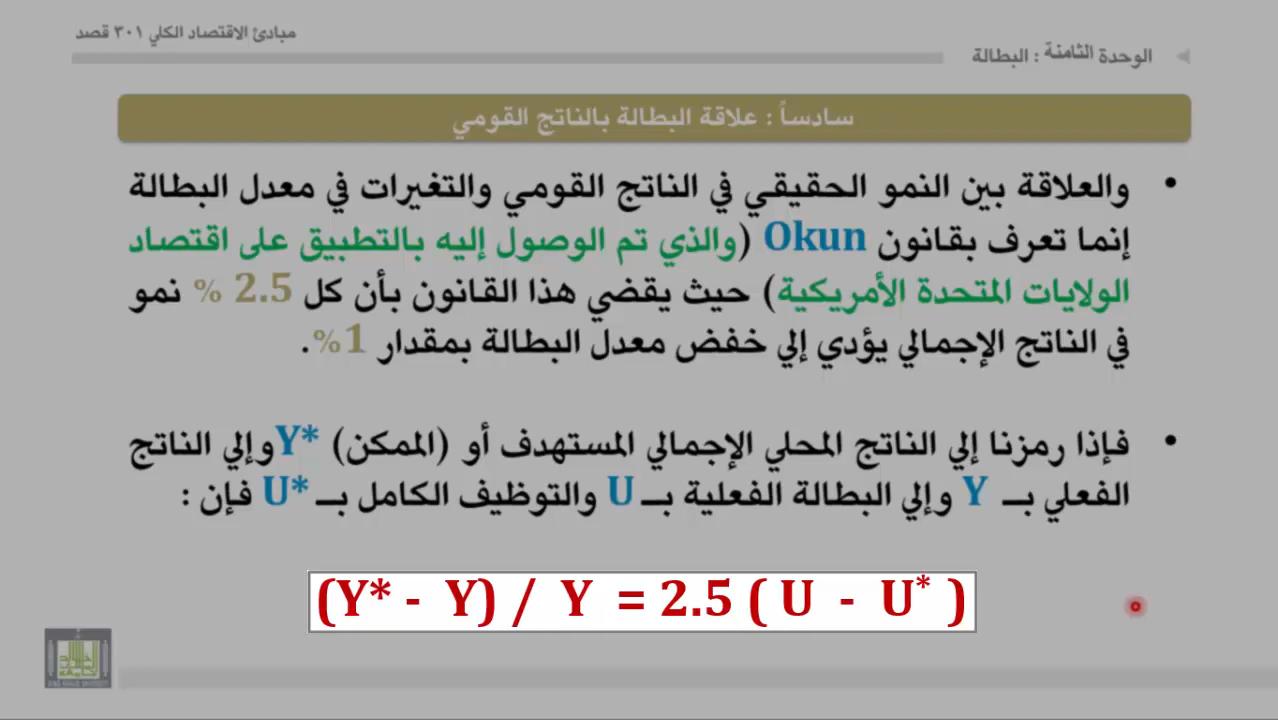 مبادئ الاقتصاد الكلي ٣٠١ قصد
الوحدة الثامنة : البطالة
سادساً : علاقة البطالة بالناتج القومي
• والعلاقة بين النمو الحقيقي في الناتج القومي والتغيرات في معدل البطالة
إنما تعرف بقانون Okun (والذي تم الوصول إليه بالتطبيق على اقتصاد
الولايات المتحدة الأمريكية) حيث يقضي هذا القانون بأن كل 2.5 % نمو
في الناتج الإجمالي يؤدي إلي خفض معدل البطالة بمقدار 1%.
• فإذا رمزنا إلي الناتج المحلي الإجمالي المستهدف أو (الممكن) Y* وإلي الناتج
الفعلي بــ Y وإلي البطالة الفعلية بــ U والتوظيف الكامل بــ U* فإن :
(Y* - Y) / Y = 2.5 ( U - U* )